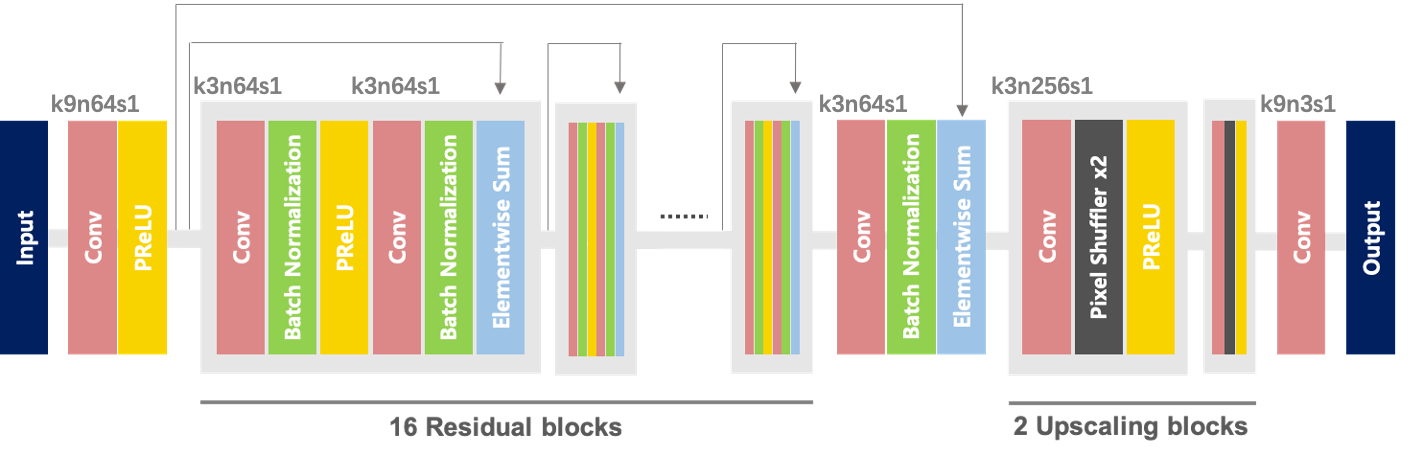 k9n64s1
k3n64s1
k3n64s1
k3n64s1
k3n256s1
k9n3s1
Input
Conv
PReLU
Conv
Batch Normalization
PReLU
Conv
Batch Normalization
Elementwise Sum
........
Conv
Batch Normalization
Elementwise Sum
Conv
Pixel Shuffler x2
PReLU
Conv
Output
16 Residual blocks
2 Upscaling blocks